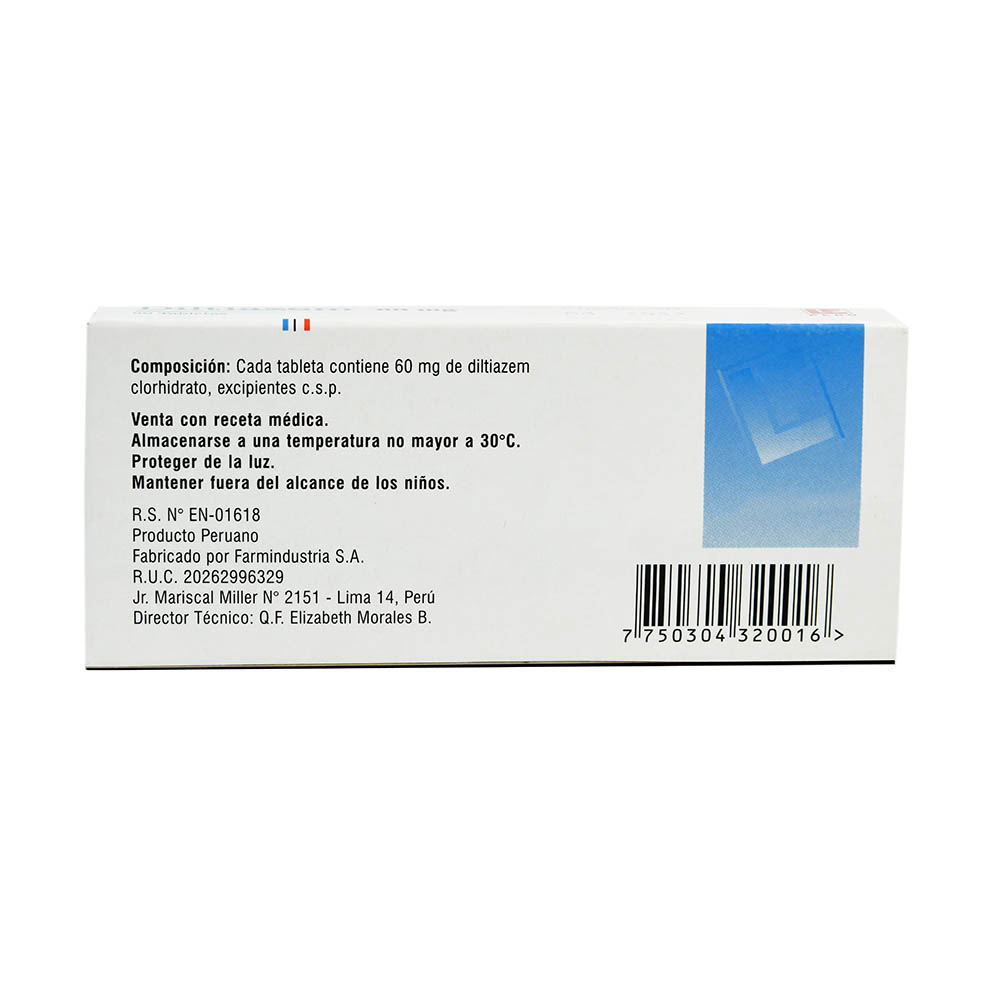 60 mg
Composición: Cada tableta contiene 60 mg de diltiazem
clorhidrato, excipientes c.s.p.
Venta con receta médica.
Almacenarse a una temperatura no mayor a 30°C.
Proteger de la luz.
Mantener fuera del alcance de los niños.
R.S. N° EN-01618
Producto Peruano
Fabricado por Farmindustria S.A.
R.U.C. 20262996329
Jr. Mariscal Miller N° 2151 - Lima 14, Perú
Director Técnico: Q.F. Elizabeth Morales B.
7 750304 320016 >